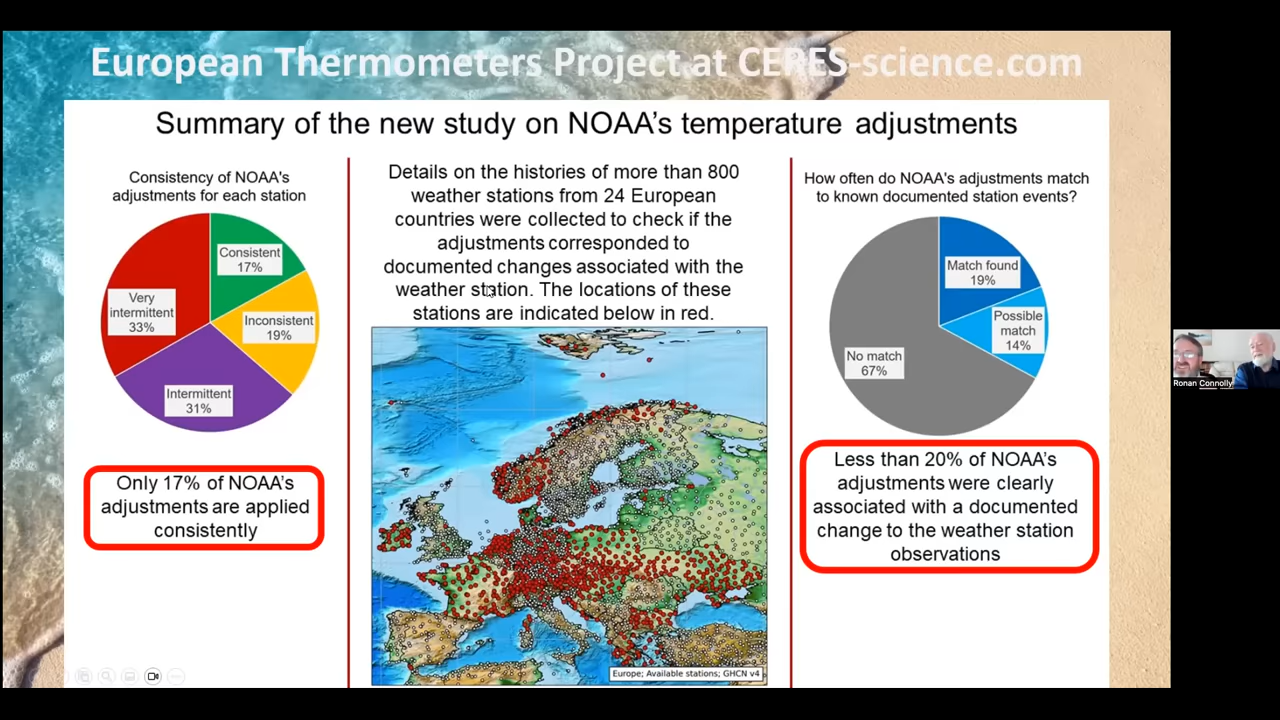 European Thermometers Project at CERES-science.com
Summary of the new study on NOAA's temperature adjustments
Consistency of NOAA's
adjustments for each station
Consistent
17%
Very
intermittent
33%
Inconsistent
19%
Intermittent
31%
Only 17% of NOAA's
adjustments are applied
consistently
Details on the histories of more than 800
weather stations from 24 European
countries were collected to check if the
adjustments corresponded to
documented changes associated with the
weather station. The locations of these
stations are indicated below in red.
Europe; Available stations; GHCN v4
How often do NOAA's adjustments match
to known documented station events?
Match found
19%
Possible
match
14%
No match
67%
Less than 20% of NOAA's
adjustments were clearly
associated with a documented
change to the weather station
observations
Ronan Connolly